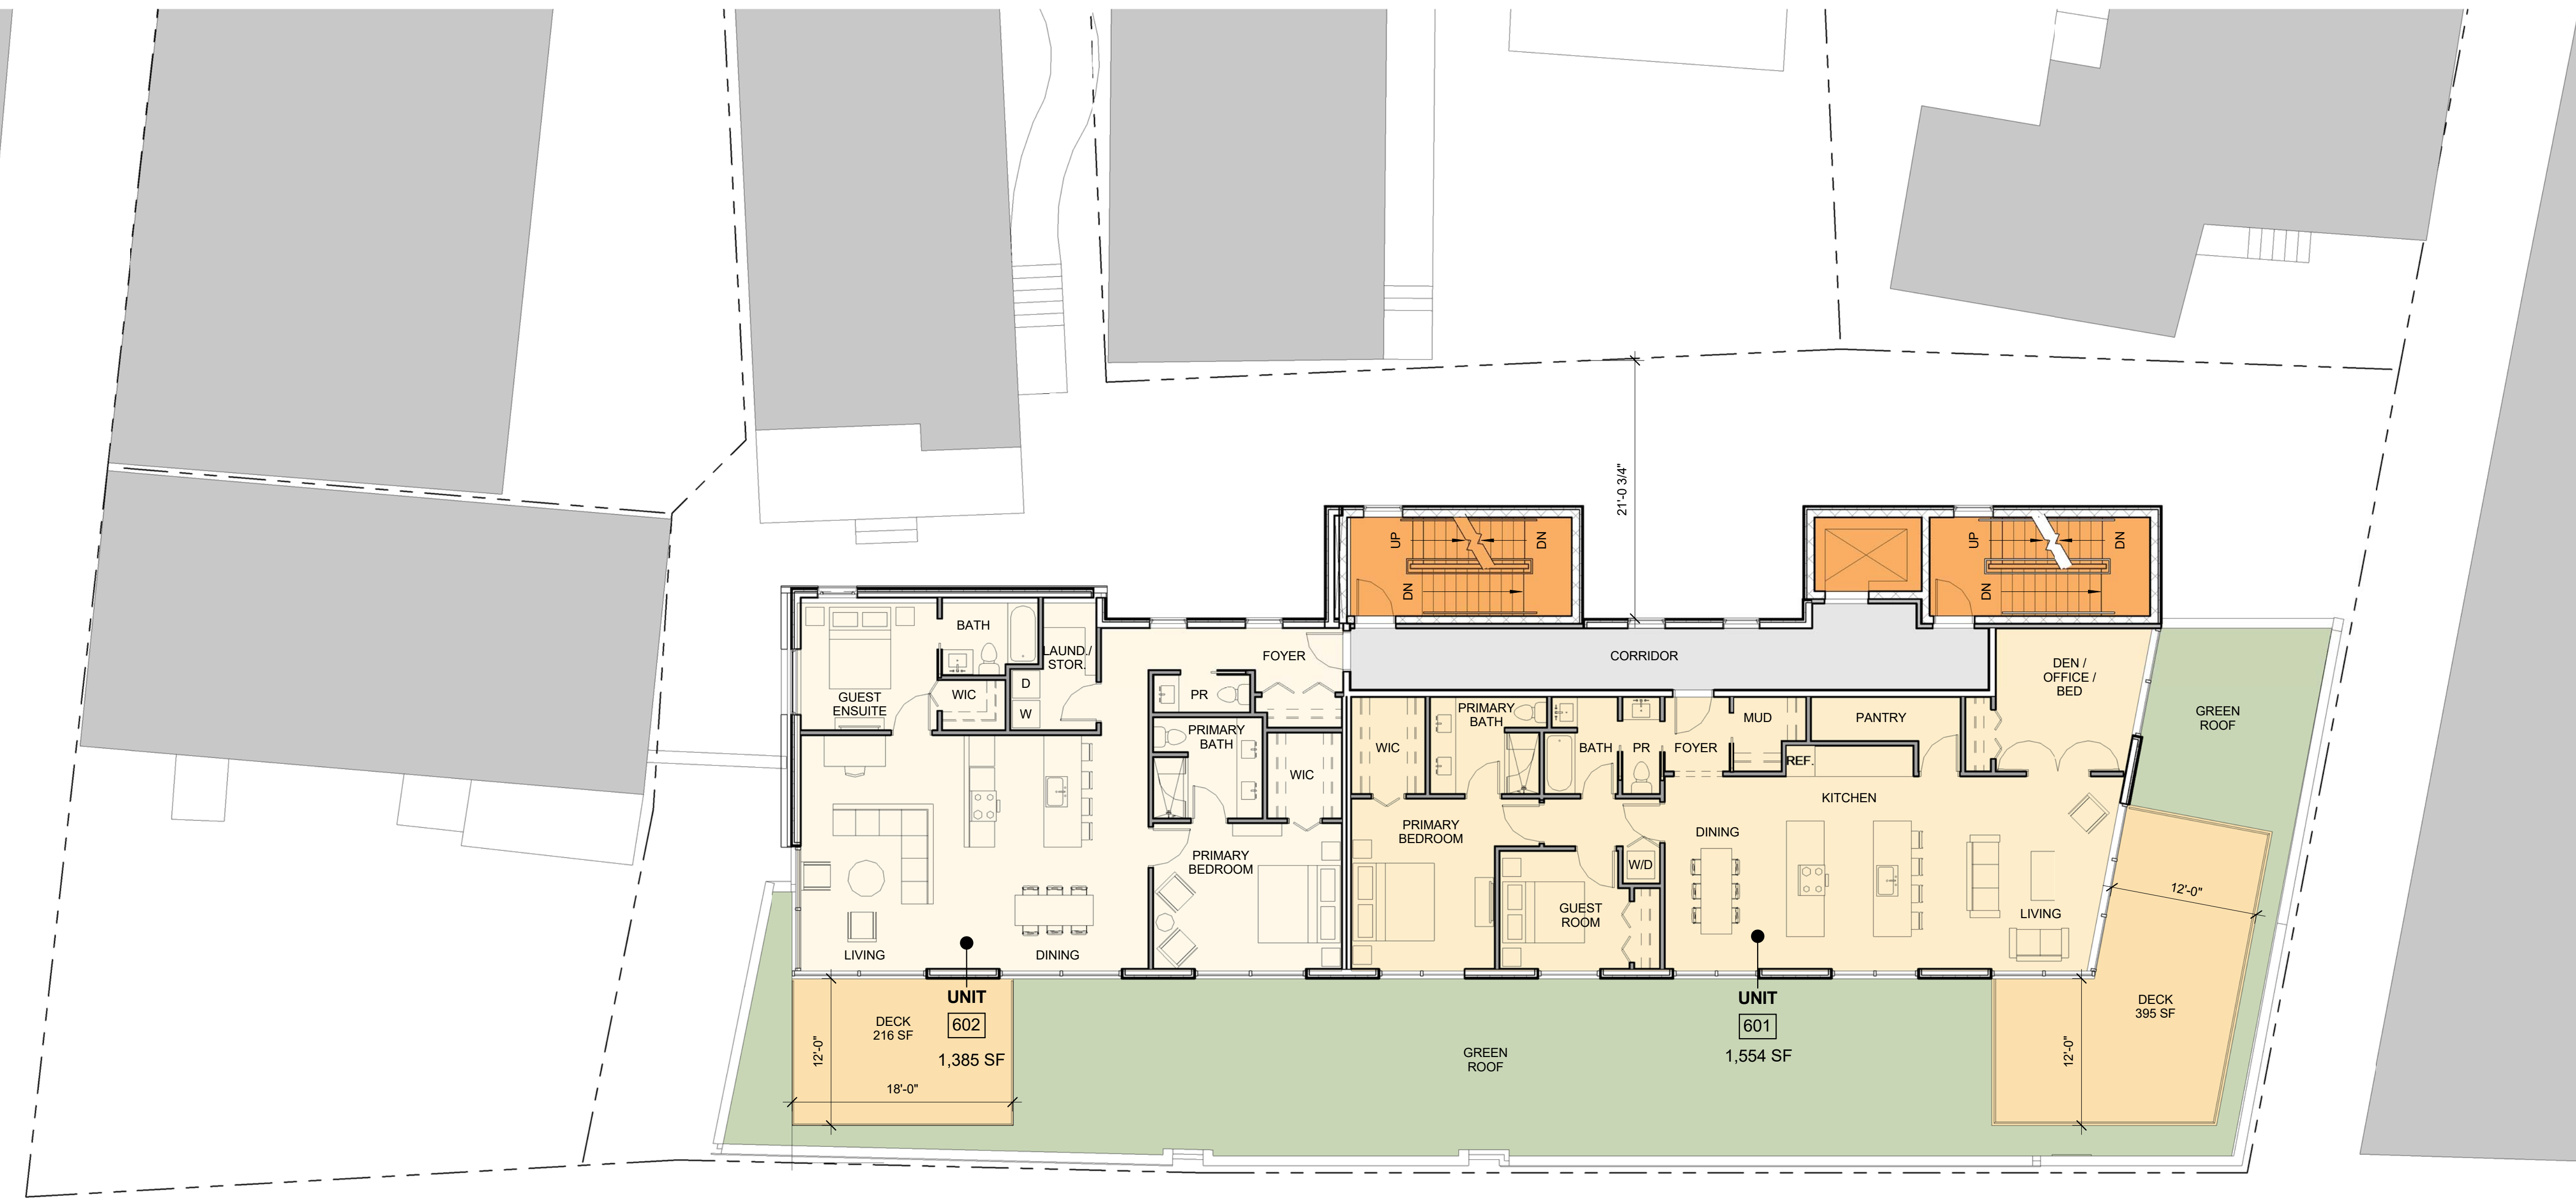 21'-0 3/4"
UP
DN
DN
UP
DN
DN
BATH
LAUND./
STOR.
FOYER
CORRIDOR
DEN /
OFFICE /
BED
GUEST
ENSUITE
WIC
D
W
PR
PRIMARY
BATH
WIC
PRIMARY
BEDROOM
LIVING
DINING
WIC
PRIMARY
BATH
BATH
PR
FOYER
MUD
PANTRY
REF.
KITCHEN
PRIMARY
BEDROOM
W/D
GUEST
ROOM
DINING
LIVING
GREEN
ROOF
12'-0"
DECK
395 SF
12'-0"
UNIT
602
1,385 SF
DECK
216 SF
12'-0"
18'-0"
GREEN
ROOF
UNIT
601
1,554 SF